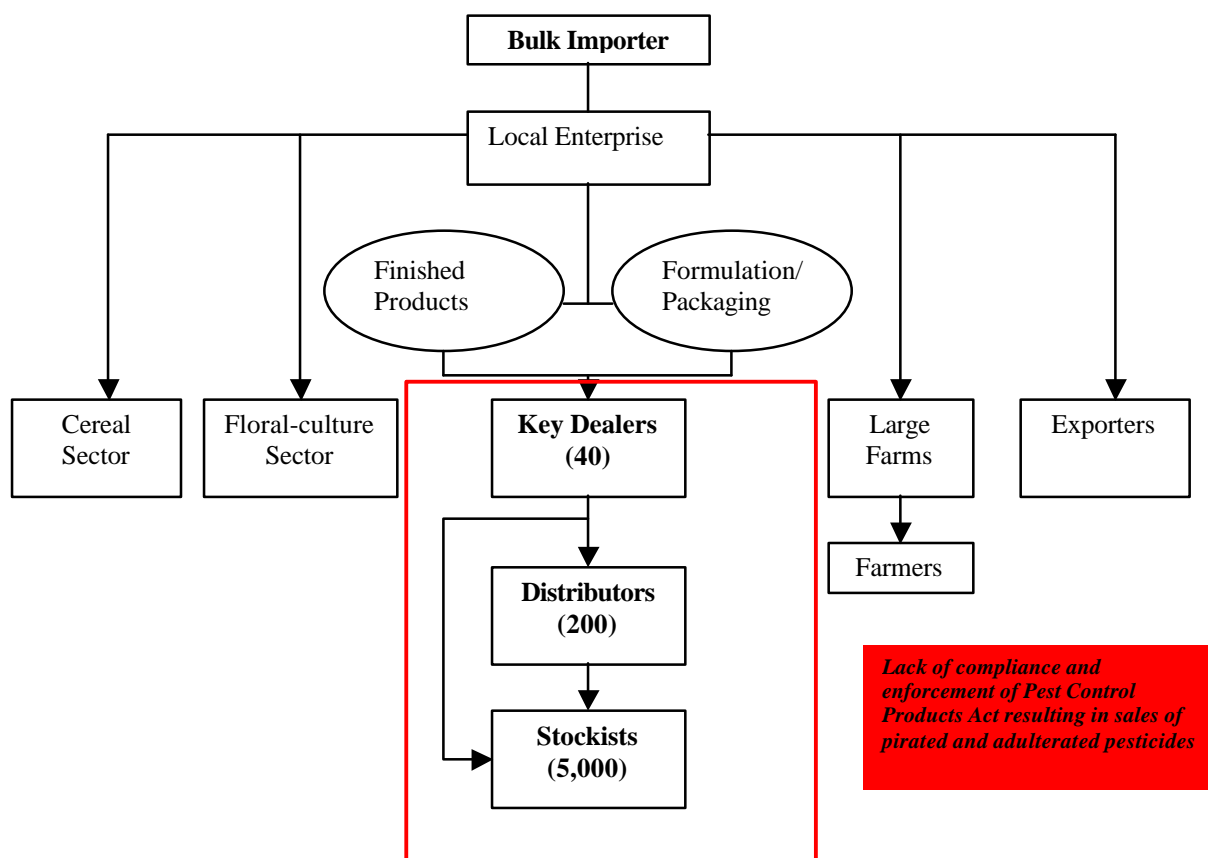 Bulk Importer
Local Enterprise
Finished
Products
Formulation/
Packaging
Cereal
Sector
Floral-culture
Sector
Key Dealers
(40)
Large
Farms
Exporters
Farmers
Distributors
(200)
Stockists
(5,000)
Lack of compliance and
enforcement of Pest Control
Products Act resulting in sales of
pirated and adulterated pesticides